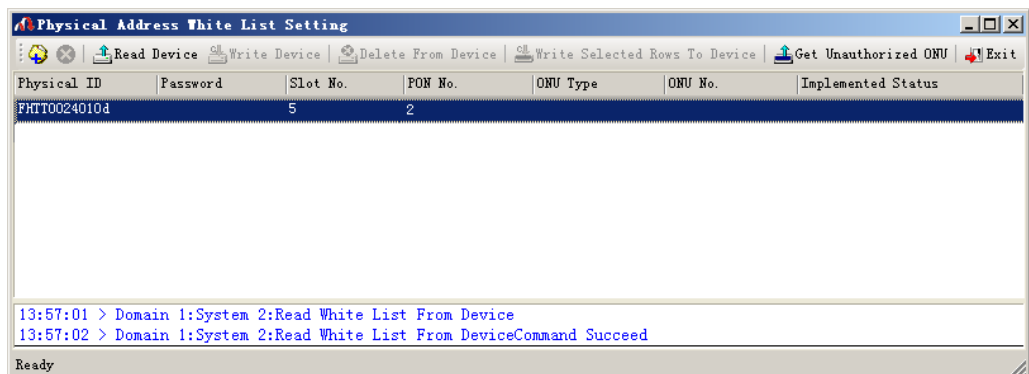 Physical Address White List Setting
Read Device Write Device Delete From Device Write Selected Rows To Device Get Unauthorized ONU Exit
Physical ID Password Slot No. PON No. ONU Type ONU No. Implemented Status
FHTT0024010d 5 2
13:57:01 > Domain 1:System 2:Read White List From Device
13:57:02 > Domain 1:System 2:Read White List From DeviceCommand Succeed
Ready